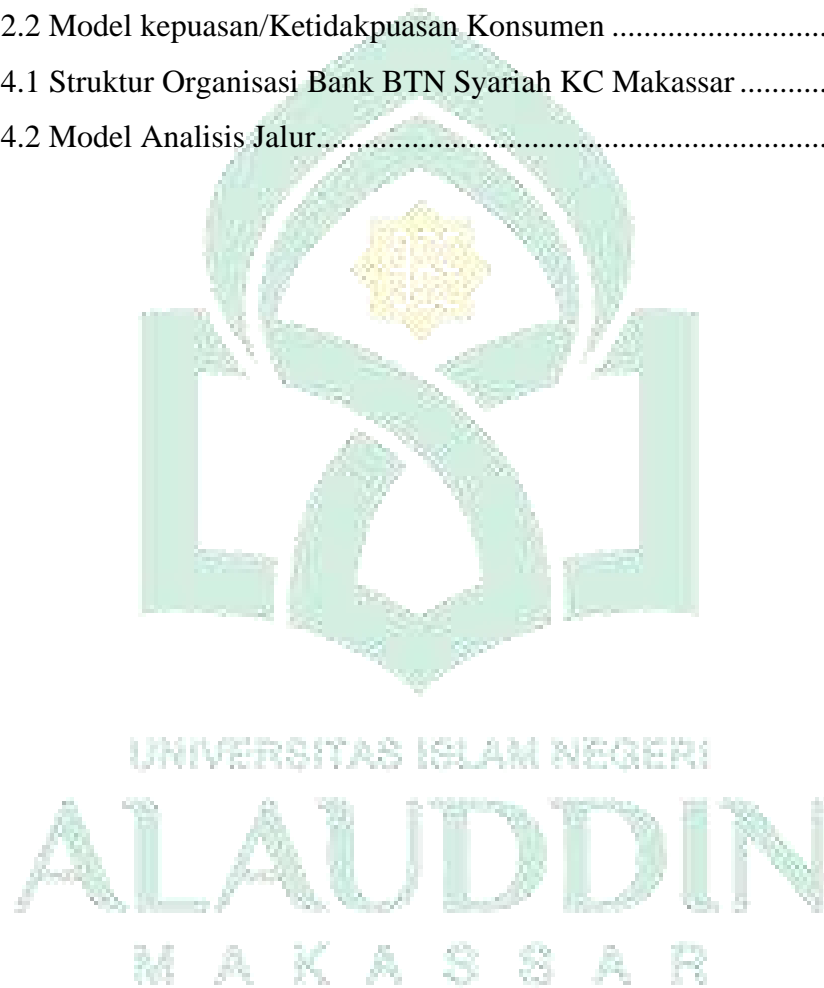 2.2 Model kepuasan/Ketidakpuasan Konsumen ..........................
4.1 Struktur Organisasi Bank BTN Syariah KC Makassar ...........
4.2 Model Analisis Jalur...............................................................
UNIVERSITAS ISLAM NEGERI
ALAUDDIN
MAKASSAR